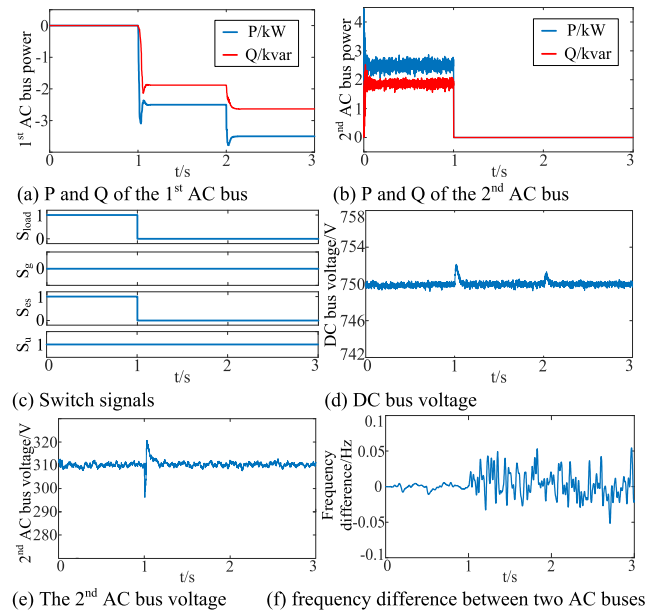 P/kW
Q/kvar
1st AC bus power
0
-1
-2
-3
0 1 2 3
t/s
(a) P and Q of the 1st AC bus
P/kW
Q/kvar
2nd AC bus power
4
3
2
1
0
0 1 2 3
t/s
(b) P and Q of the 2nd AC bus
Sload
1
0
Sg
0
Ses
1
0
Su
1
0 1 2 3
t/s
(c) Switch signals
DC bus voltage/V
758
754
750
746
742
0 1 2 3
t/s
(d) DC bus voltage
2nd AC bus voltage/V
320
310
300
290
280
270
0 1 2 3
t/s
(e) The 2nd AC bus voltage
Frequency
difference/Hz
0.1
0.05
0
-0.05
-0.1
0 1 2 3
t/s
(f) frequency difference between two AC buses